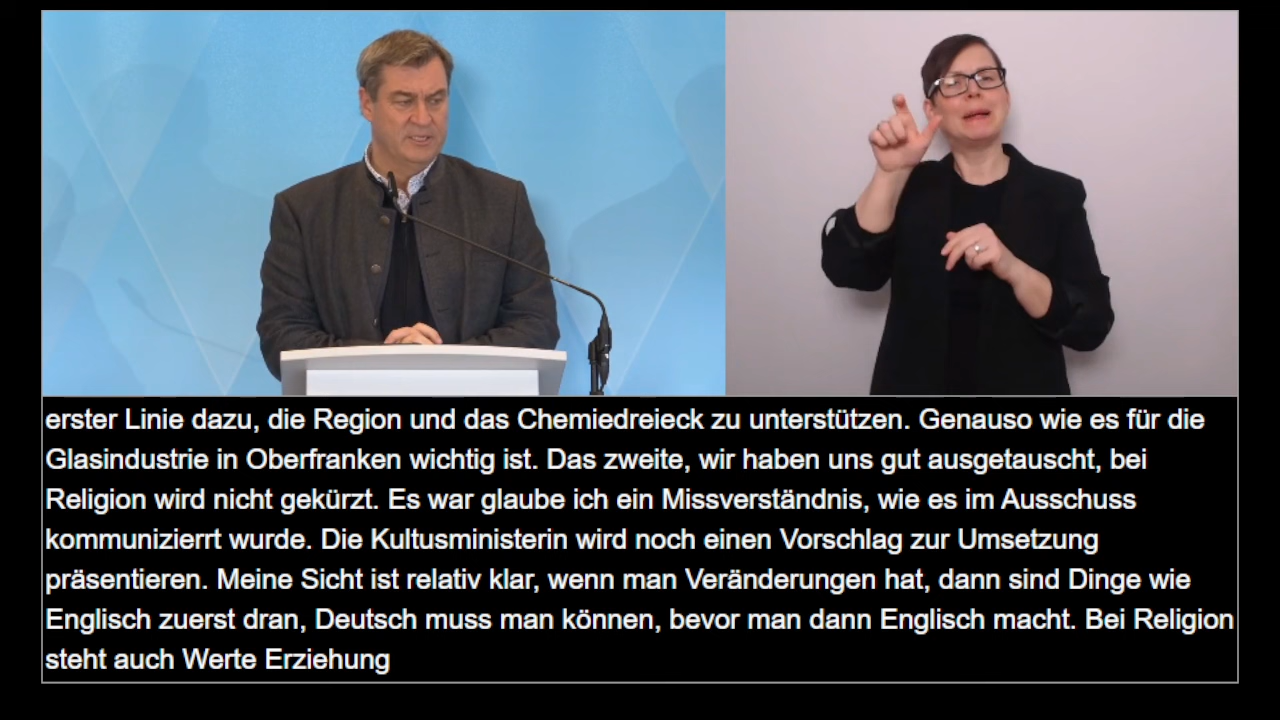 erster Linie dazu, die Region und das Chemiedreieck zu unterstützen. Genauso wie es für die
Glasindustrie in Oberfranken wichtig ist. Das zweite, wir haben uns gut ausgetauscht, bei
Religion wird nicht gekürzt. Es war glaube ich ein Missverständnis, wie es im Ausschuss
kommunizierrt wurde. Die Kultusministerin wird noch einen Vorschlag zur Umsetzung
präsentieren. Meine Sicht ist relativ klar, wenn man Veränderungen hat, dann sind Dinge wie
Englisch zuerst dran, Deutsch muss man können, bevor man dann Englisch macht. Bei Religion
steht auch Werte Erziehung